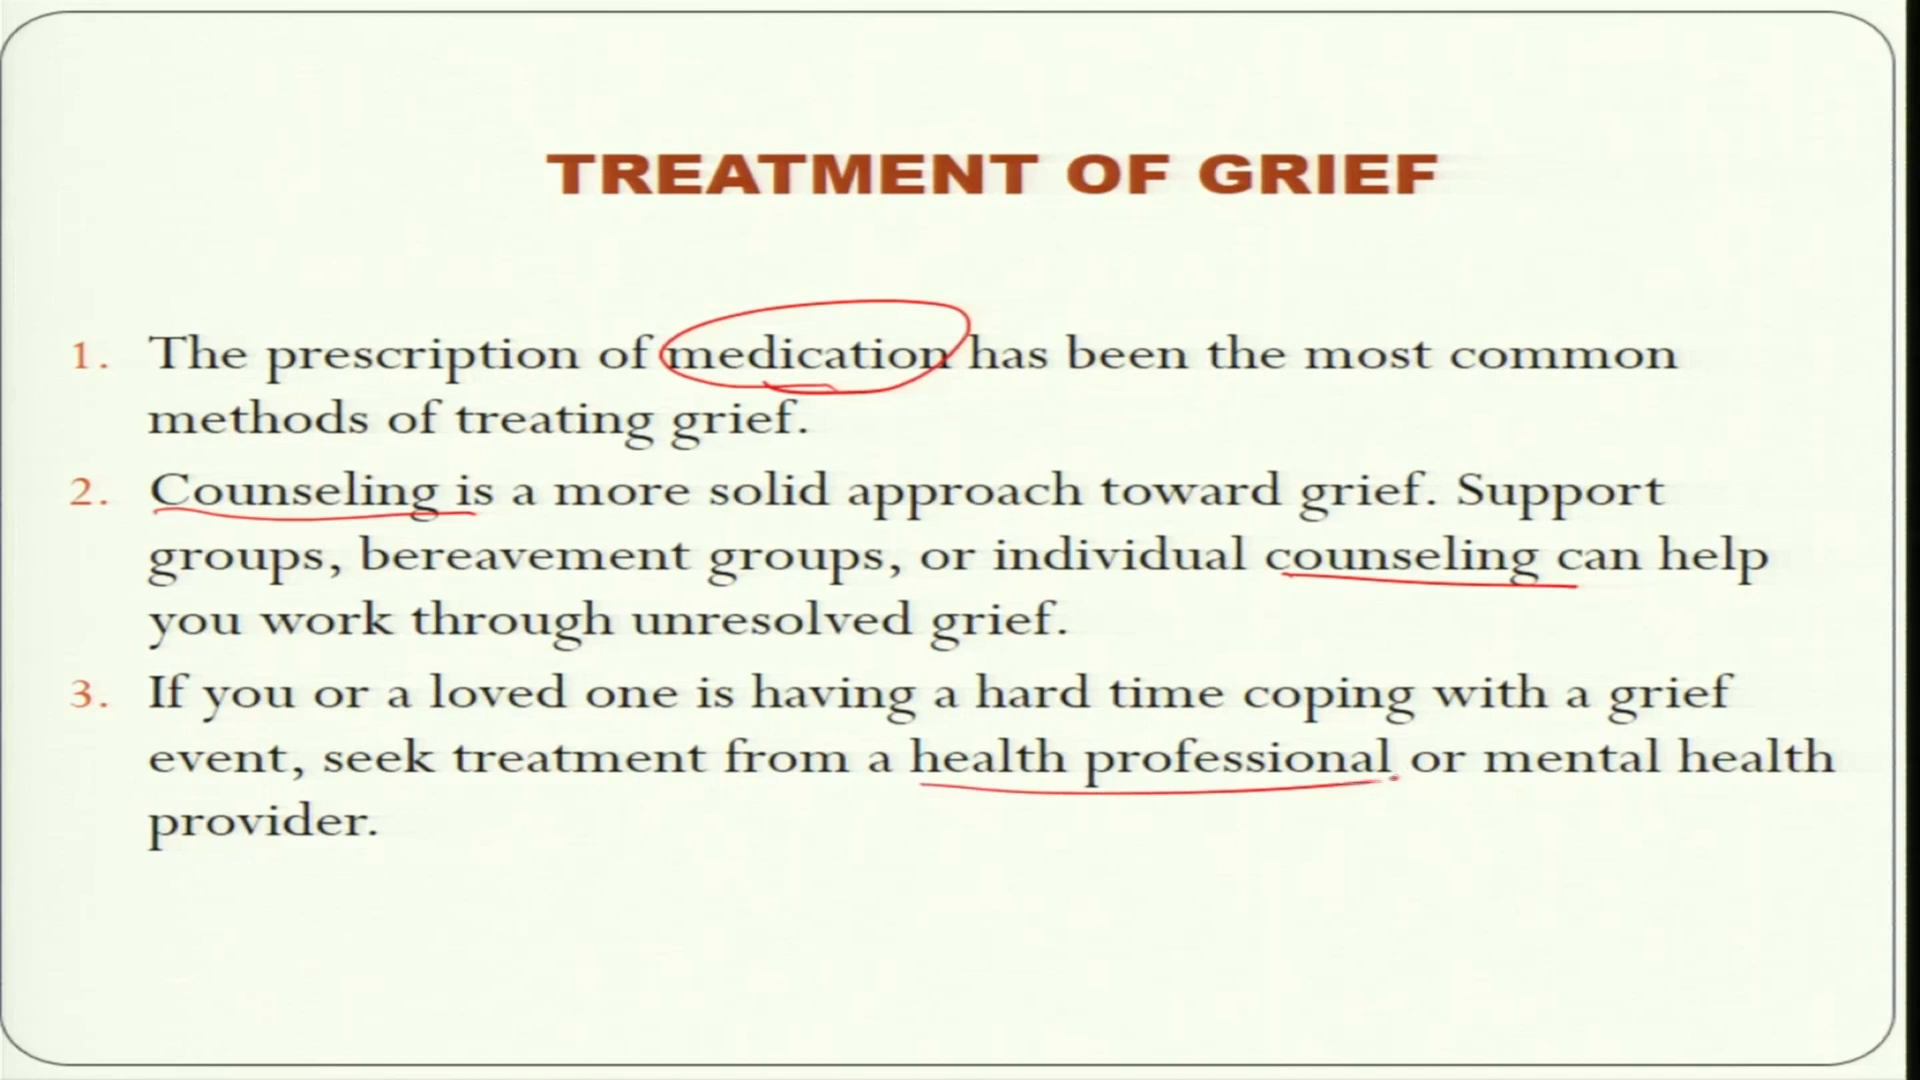 TREATMENT OF GRIEF
1. The prescription of medication has been the most common
methods of treating grief.
2. Counseling is a more solid approach toward grief. Support
groups, bereavement groups, or individual counseling can help
you work through unresolved grief.
3. If you or a loved one is having a hard time coping with a grief
event, seek treatment from a health professional or mental health
provider.